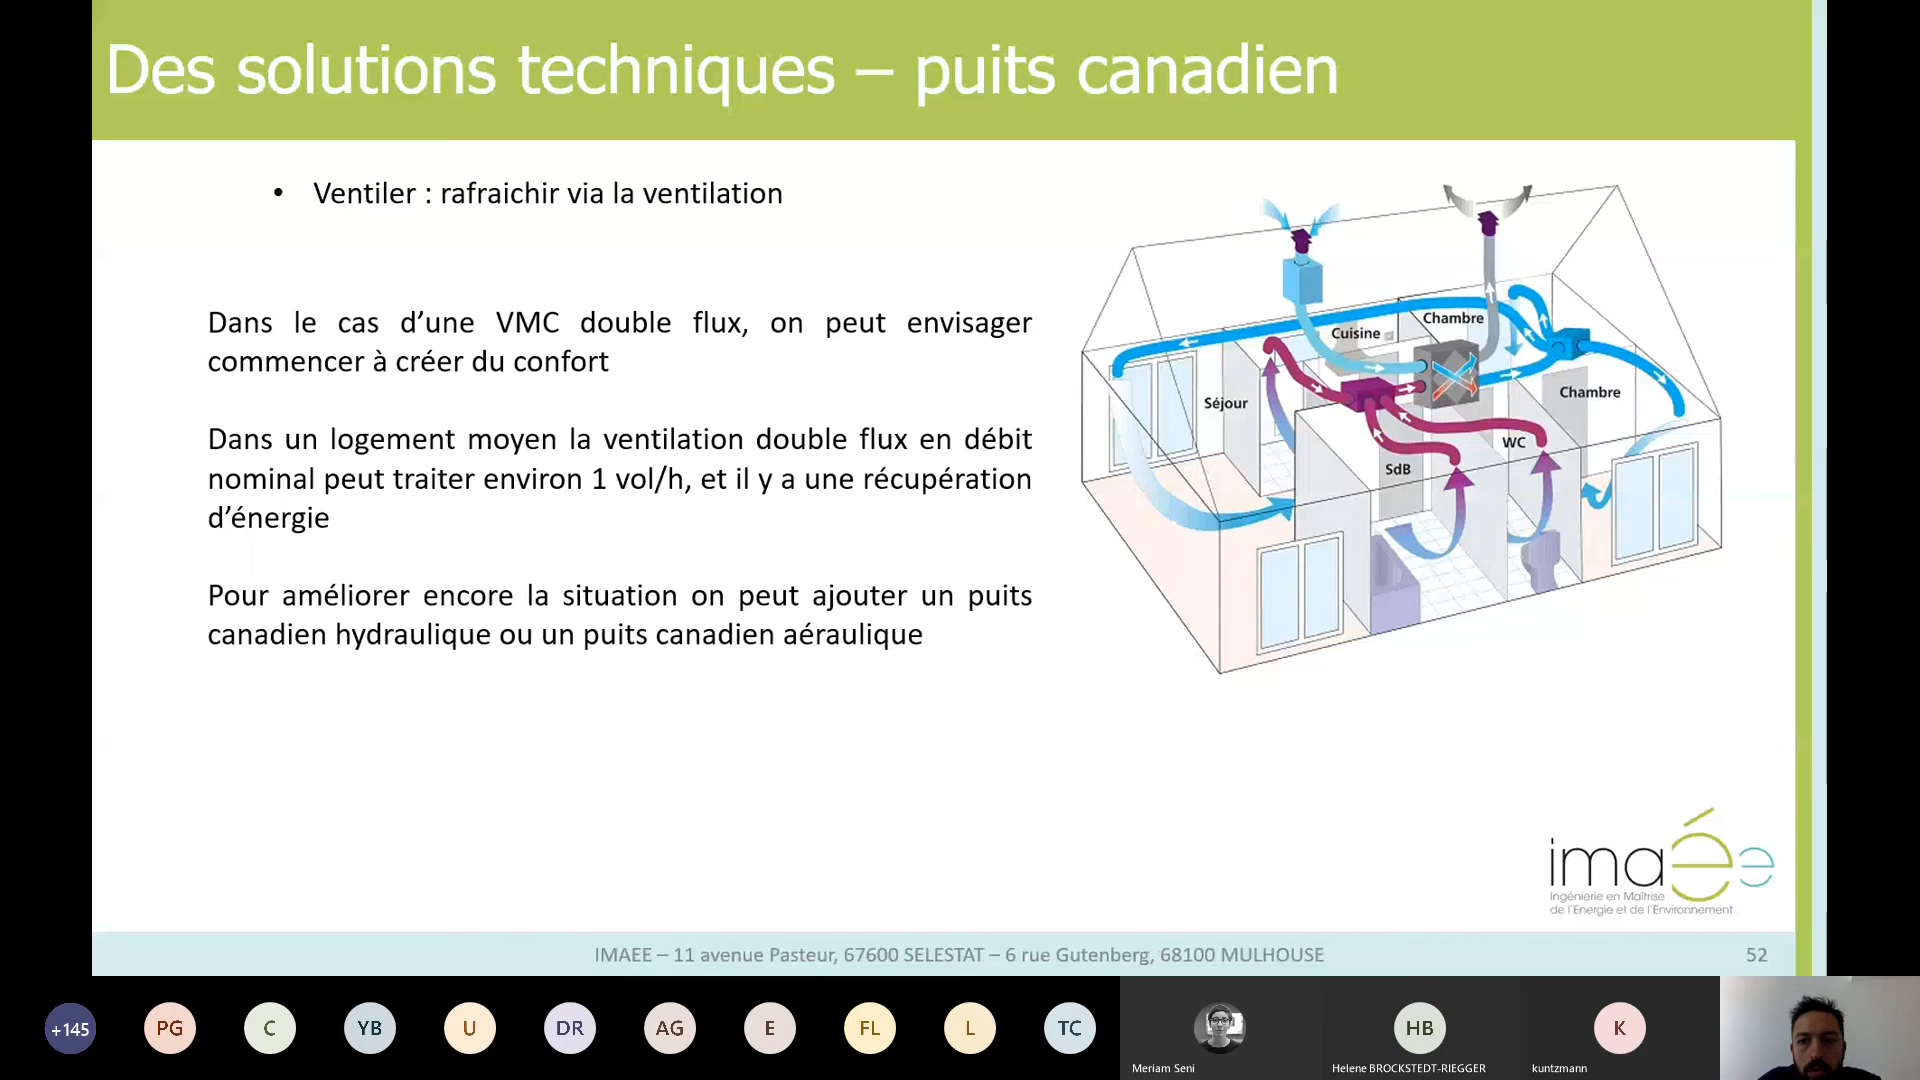 Des solutions techniques – puits canadien
• Ventiler : rafraichir via la ventilation
Dans le cas d’une VMC double flux, on peut envisager
commencer à créer du confort
Dans un logement moyen la ventilation double flux en débit
nominal peut traiter environ 1 vol/h, et il y a une récupération
d’énergie
Pour améliorer encore la situation on peut ajouter un puits
canadien hydraulique ou un puits canadien aéraulique
Chambre
Cuisine
Chambre
Séjour
WC
SdB
imaée
Ingénierie en Maîtrise
de l'Energie et de l'Environnement
IMAEE – 11 avenue Pasteur, 67600 SELESTAT – 6 rue Gutenberg, 68100 MULHOUSE
52
+145
PG
C
YB
U
DR
AG
E
FL
L
TC
HB
K
Meriam Seni
Helene BROCKSTEDT-RIEGGER
kuntzmann